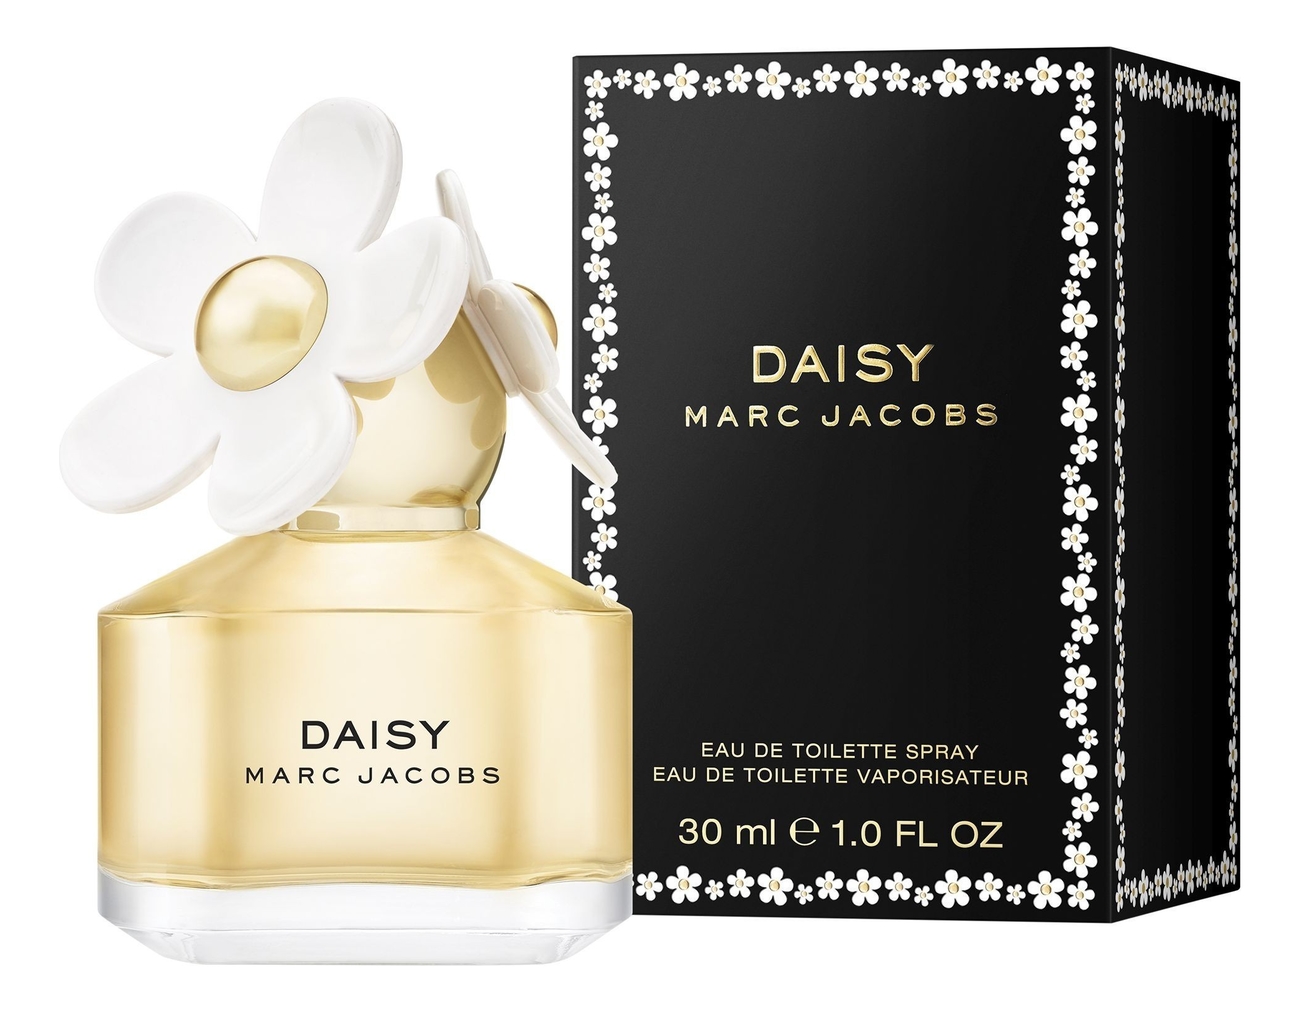 DAISY
MARC JACOBS
DAISY
MARC JACOBS
EAU DE TOILETTE SPRAY
EAU DE TOILETTE VAPORISATEUR
30 ml ℮ 1.0 FL OZ